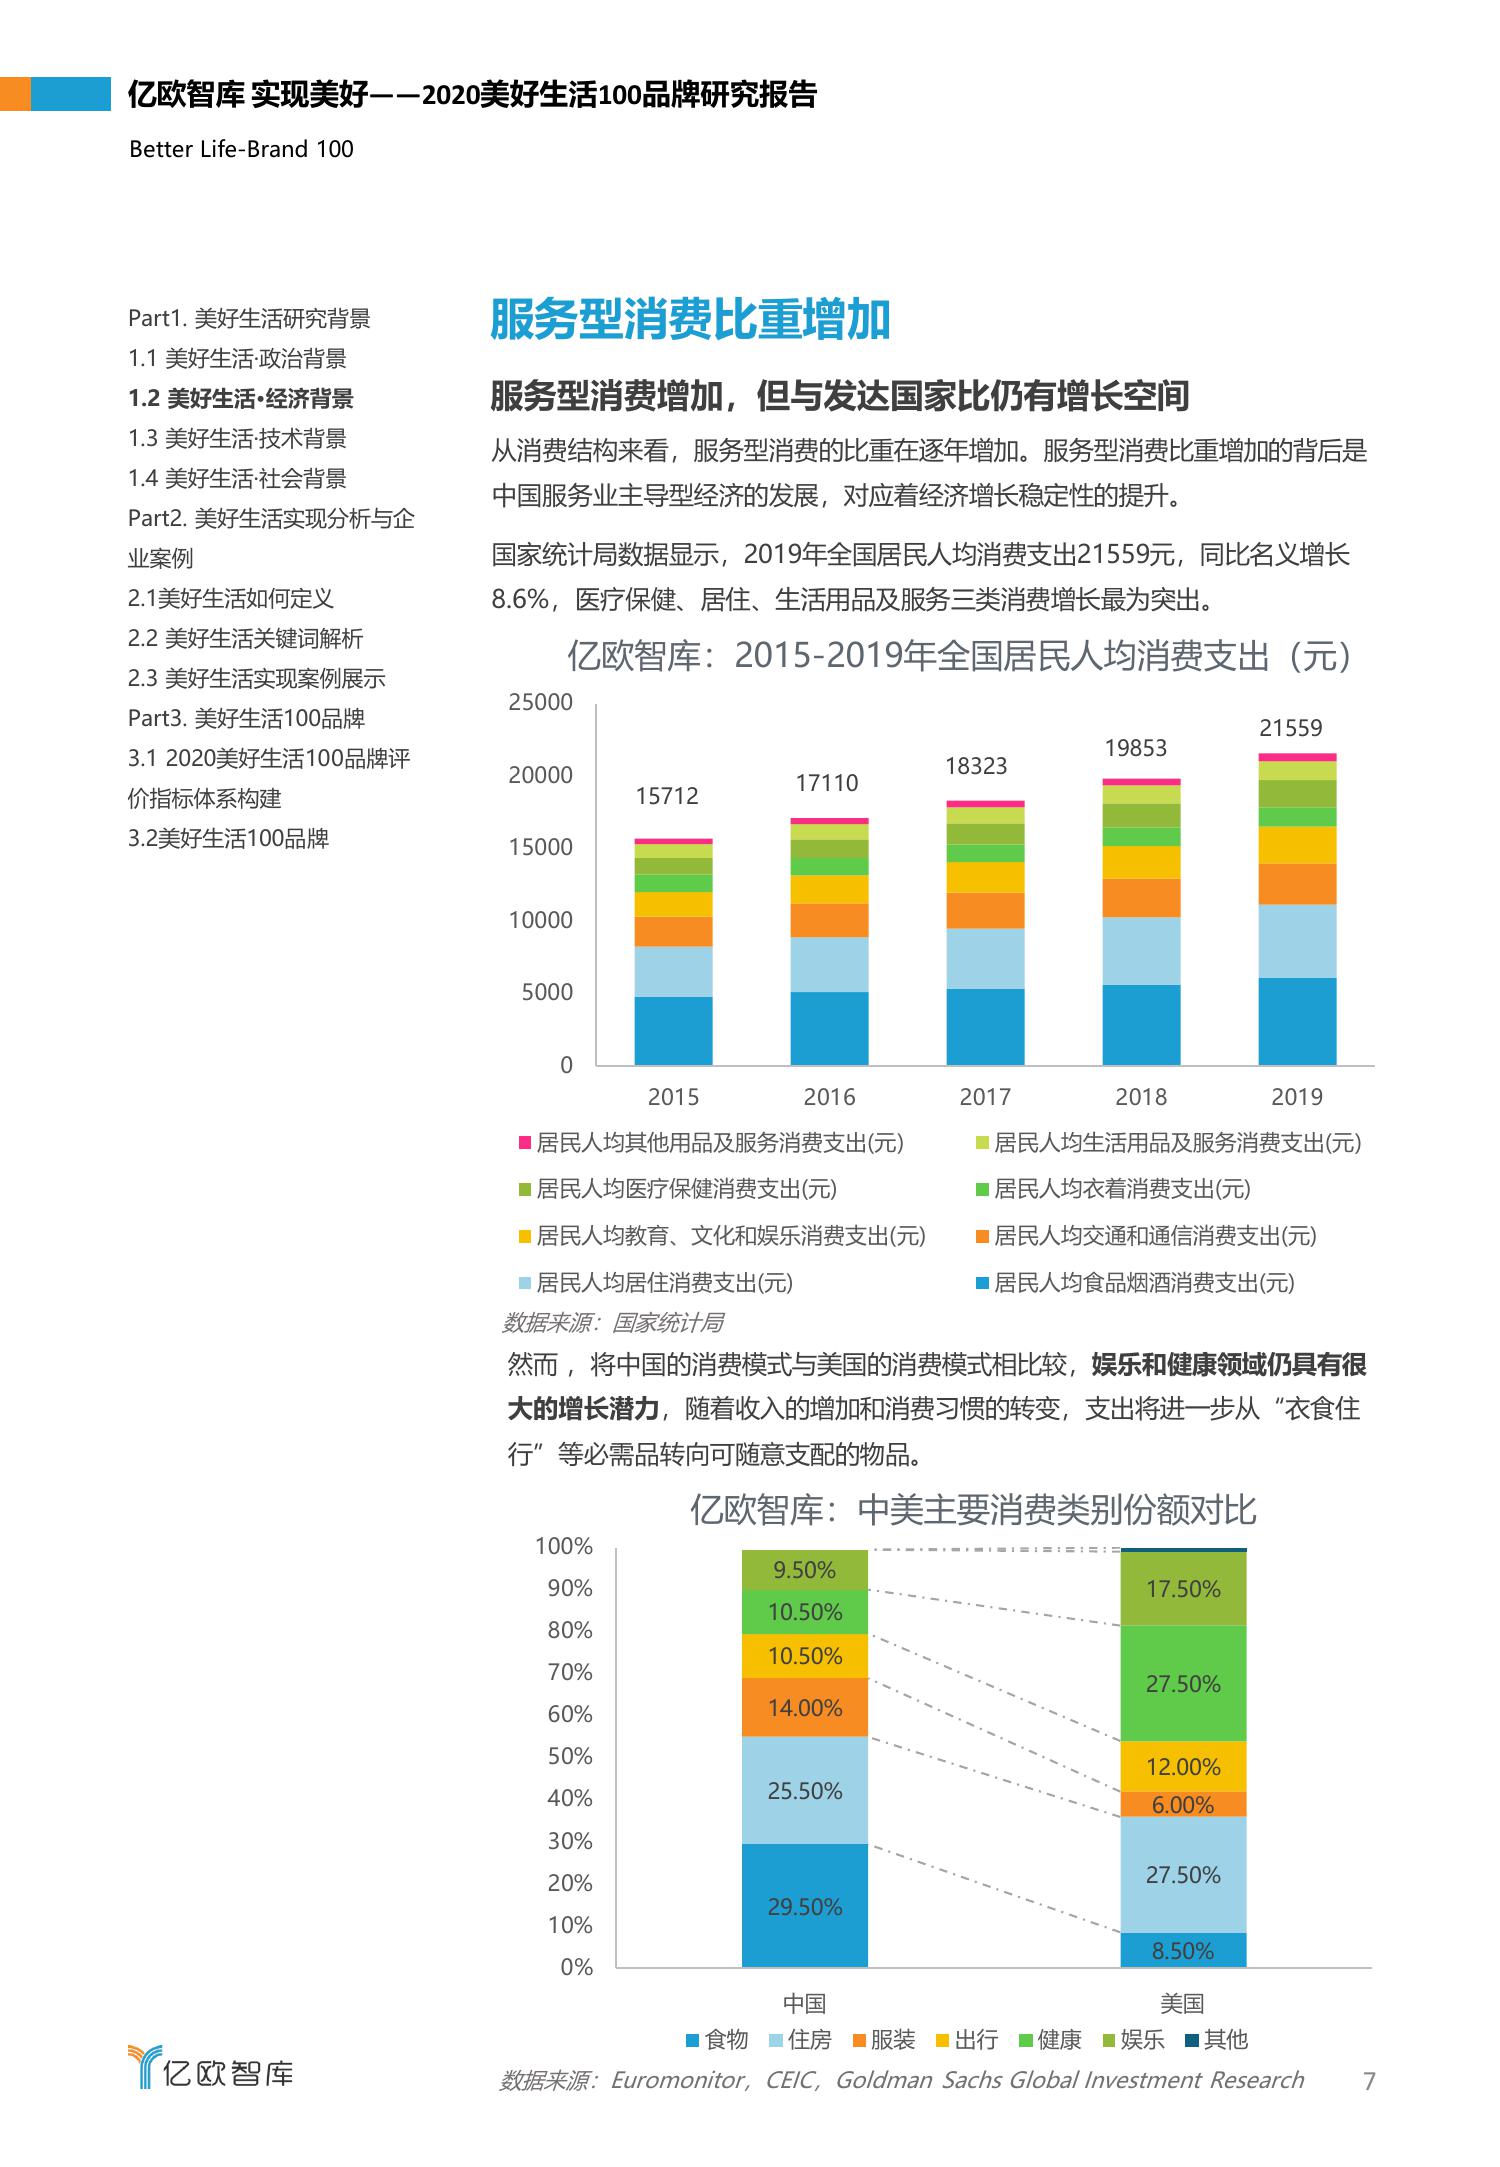 亿欧智库 实现美好——2020美好生活100品牌研究报告
Better Life-Brand 100
Part1. 美好生活研究背景
1.1 美好生活·政治背景
1.2 美好生活·经济背景
1.3 美好生活·技术背景
1.4 美好生活·社会背景
Part2. 美好生活实现分析与企
业案例
2.1美好生活如何定义
2.2 美好生活关键词解析
2.3 美好生活实现案例展示
Part3. 美好生活100品牌
3.1 2020美好生活100品牌评
价指标体系构建
3.2美好生活100品牌
服务型消费比重增加
服务型消费增加，但与发达国家比仍有增长空间
从消费结构来看，服务型消费的比重在逐年增加。服务型消费比重增加的背后是
中国服务业主导型经济的发展，对应着经济增长稳定性的提升。
国家统计局数据显示，2019年全国居民人均消费支出21559元，同比名义增长
8.6%，医疗保健、居住、生活用品及服务三类消费增长最为突出。
亿欧智库：2015-2019年全国居民人均消费支出（元）
25000
20000
15000
10000
5000
0
15712
17110
18323
19853
21559
2015 2016 2017 2018 2019
居民人均其他用品及服务消费支出(元) 居民人均生活用品及服务消费支出(元)
居民人均医疗保健消费支出(元) 居民人均衣着消费支出(元)
居民人均教育、文化和娱乐消费支出(元) 居民人均交通和通信消费支出(元)
居民人均居住消费支出(元) 居民人均食品烟酒消费支出(元)
数据来源：国家统计局
然而 ，将中国的消费模式与美国的消费模式相比较，娱乐和健康领域仍具有很
大的增长潜力，随着收入的增加和消费习惯的转变，支出将进一步从“衣食住
行”等必需品转向可随意支配的物品。
亿欧智库：中美主要消费类别份额对比
100%
90%
80%
70%
60%
50%
40%
30%
20%
10%
0%
9.50%
10.50%
10.50%
14.00%
25.50%
29.50%
17.50%
27.50%
12.00%
6.00%
27.50%
8.50%
中国 美国
食物 住房 服装 出行 健康 娱乐 其他
数据来源：Euromonitor，CEIC，Goldman Sachs Global Investment Research
亿欧智库
7